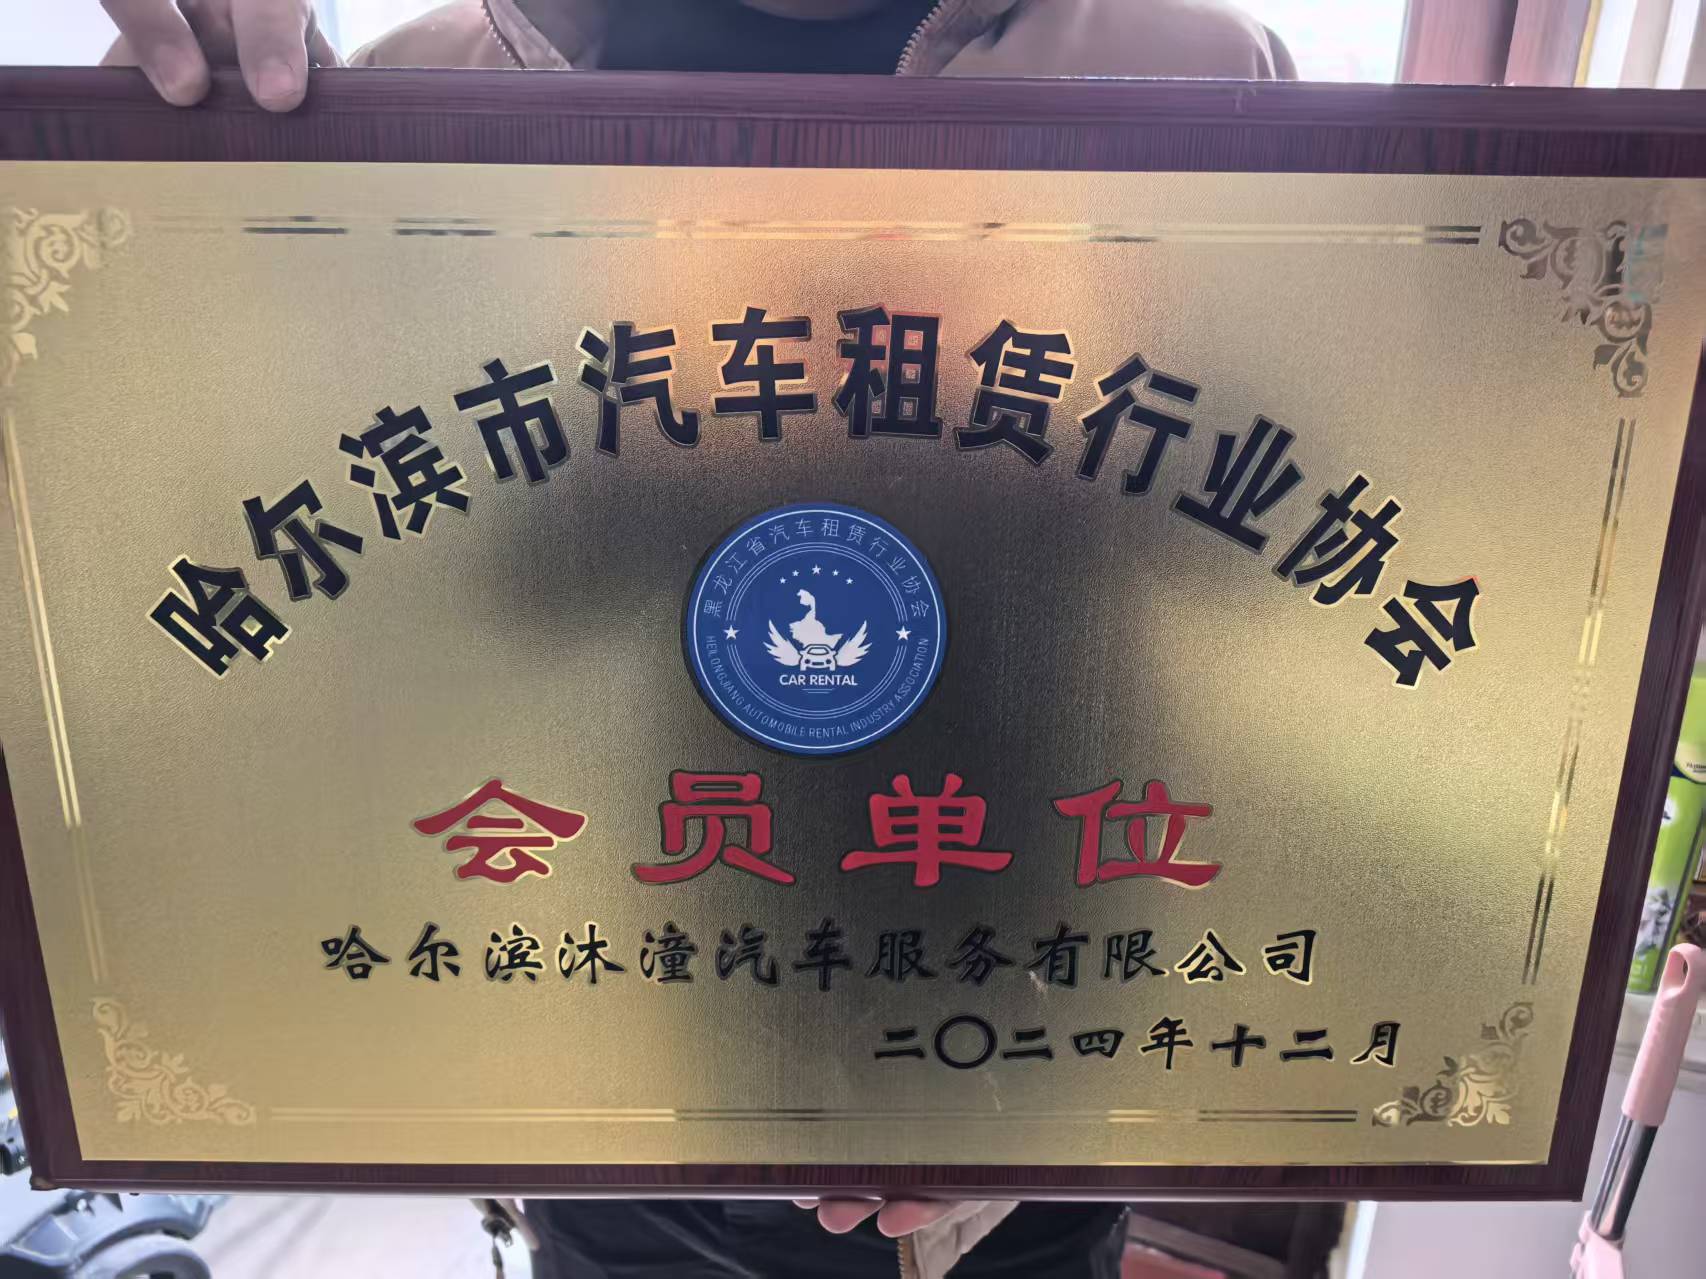 哈尔滨市汽车租赁行业协会
黑龙江省汽车租赁行业协会
CAR RENTAL
HEILONGJIANG AUTOMOBILE RENTAL INDUSTRY ASSOCIATION
会员单位
哈尔滨沐潼汽车服务有限公司
二〇二四年十二月